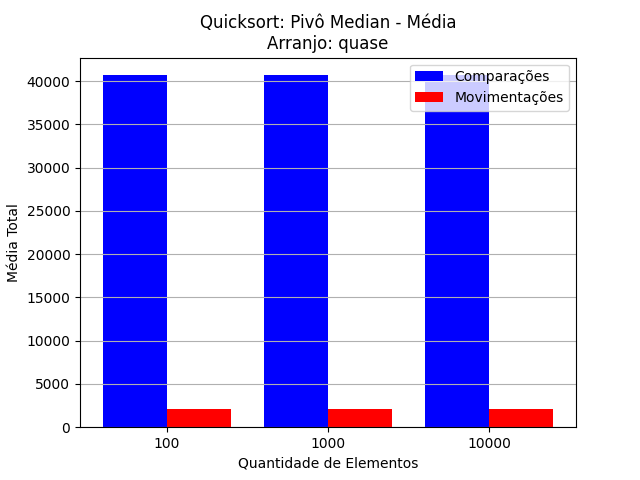 Quicksort: Pivô Median - Média
Arranjo: quase
Comparações
Movimentações
Média Total
40000
35000
30000
25000
20000
15000
10000
5000
0
100
1000
10000
Quantidade de Elementos